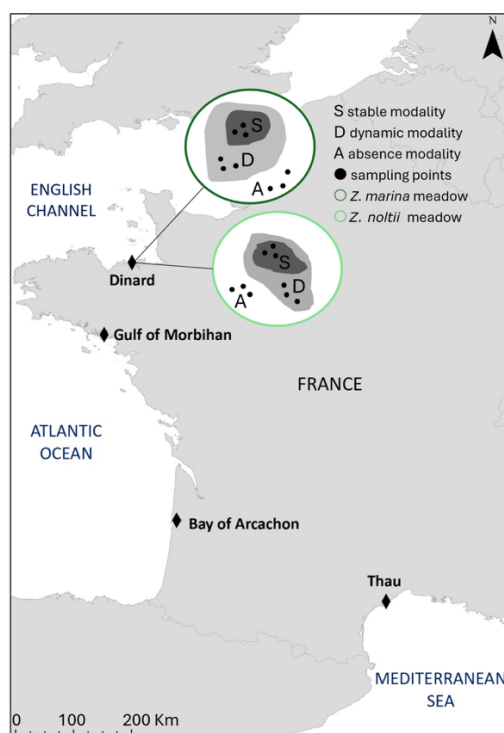 N
S stable modality
D dynamic modality
A absence modality
sampling points
Z. marina meadow
Z. noltii meadow
S
D
A
ENGLISH
CHANNEL
S
D
A
Dinard
Gulf of Morbihan
FRANCE
ATLANTIC
OCEAN
Bay of Arcachon
Thau
MEDITERRANEAN
SEA
0 100 200 Km